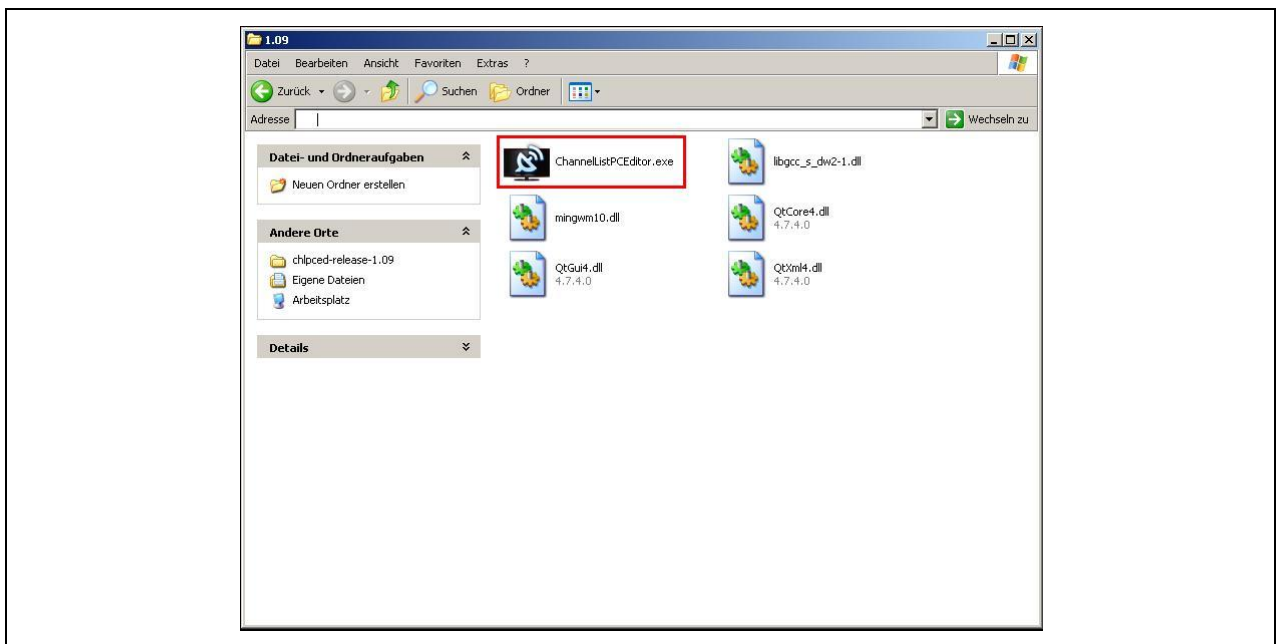 1.09
Datei Bearbeiten Ansicht Favoriten Extras ?
Zurück Suchen Ordner
Adresse Wechseln zu
Datei- und Ordneraufgaben
Neuen Ordner erstellen
Andere Orte
chlpced-release-1.09
Eigene Dateien
Arbeitsplatz
Details
ChannelListPCEditor.exe
libgcc_s_dw2-1.dll
mingwm10.dll
QtCore4.dll
4.7.4.0
QtGui4.dll
4.7.4.0
QtXml4.dll
4.7.4.0